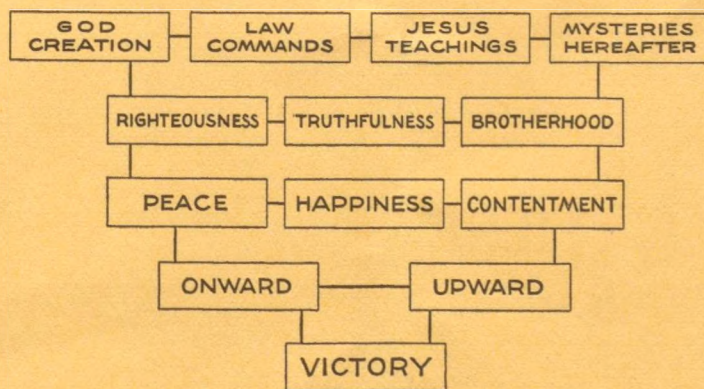 GOD CREATION
LAW COMMANDS
JESUS TEACHINGS
MYSTERIES HEREAFTER
RIGHTEOUSNESS
TRUTHFULNESS
BROTHERHOOD
PEACE
HAPPINESS
CONTENTMENT
ONWARD
UPWARD
VICTORY